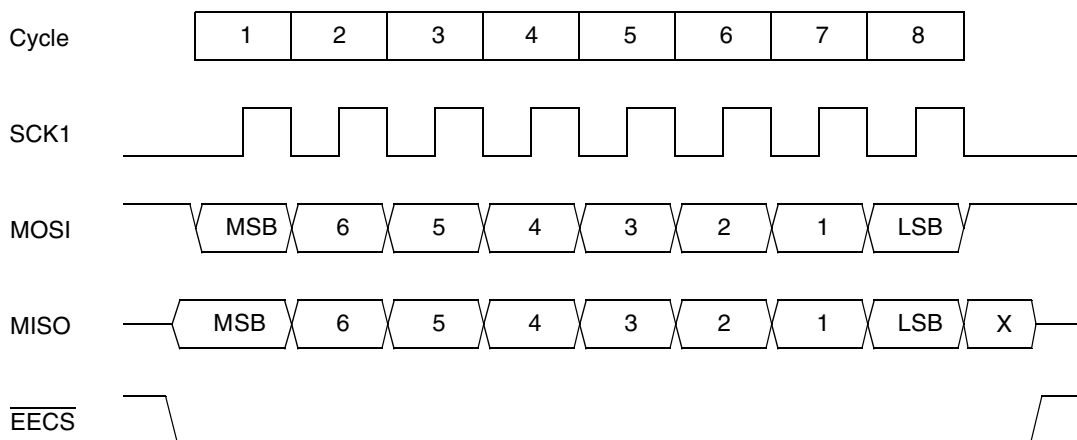 Cycle 1 2 3 4 5 6 7 8
SCK1
MOSI MSB 6 5 4 3 2 1 LSB
MISO MSB 6 5 4 3 2 1 LSB X
EECS